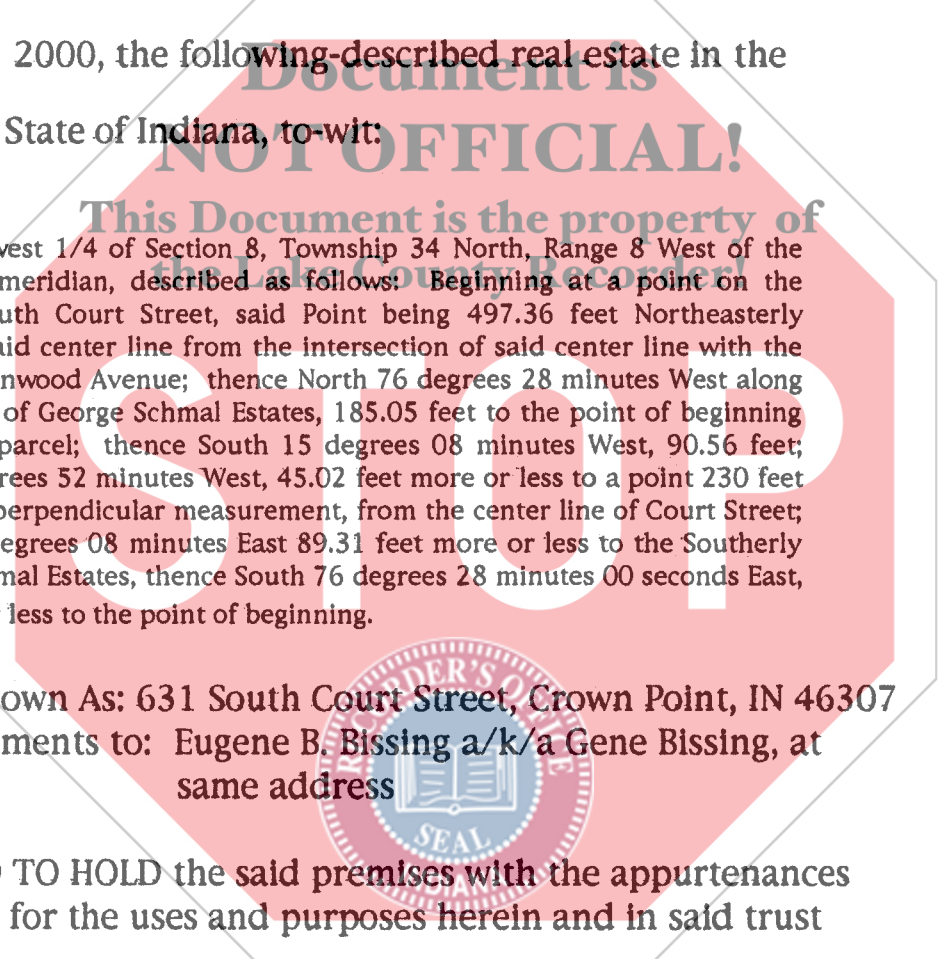 2000, the following-described real estate in the
Document is
State of Indiana, to-wit:
NOT OFFICIAL!
This Document is the property of
west 1/4 of Section 8, Township 34 North, Range 8 West of the
the Lake County Recorder!
meridian, described as follows: Beginning at a point on the
uth Court Street, said Point being 497.36 feet Northeasterly
aid center line from the intersection of said center line with the
nwood Avenue; thence North 76 degrees 28 minutes West along
of George Schmal Estates, 185.05 feet to the point of beginning
parcel; thence South 15 degrees 08 minutes West, 90.56 feet;
rees 52 minutes West, 45.02 feet more or less to a point 230 feet
perpendicular measurement, from the center line of Court Street;
egrees 08 minutes East 89.31 feet more or less to the Southerly
mal Estates, thence South 76 degrees 28 minutes 00 seconds East,
less to the point of beginning.
STOP
own As: 631 South Court Street, Crown Point, IN 46307
ments to: Eugene B. Bissing a/k/a Gene Bissing, at
same address
RECORDER'S OFFICE
SEAL
INDIANA
TO HOLD the said premises with the appurtenances
for the uses and purposes herein and in said trust